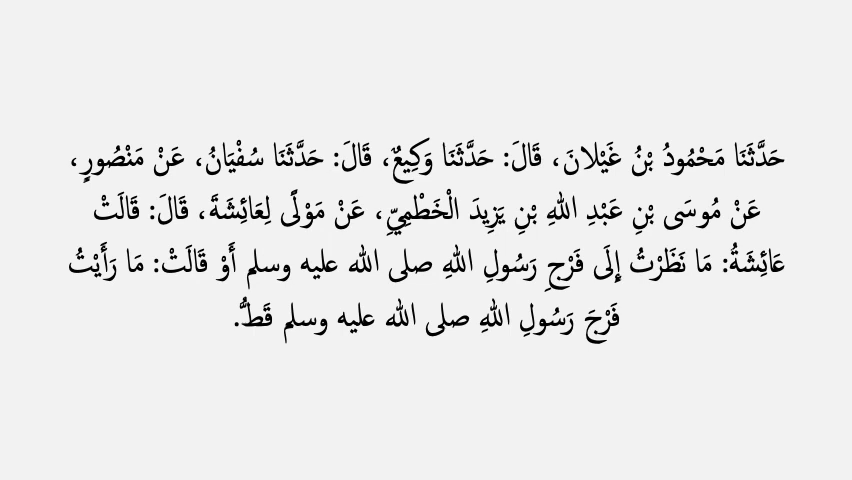 حَدَّثَنَا مَحْمُودُ بْنُ غَيْلانَ، قَالَ: حَدَّثَنَا وَكِيعٌ، قَالَ: حَدَّثَنَا سُفْيَانُ، عَنْ مَنْصُورٍ،
عَنْ مُوسَى بْنِ عَبْدِ اللهِ بْنِ يَزِيدَ الْخَطْمِيِّ، عَنْ مَوْلًى لِعَائِشَةَ، قَالَ: قَالَتْ
عَائِشَةُ: مَا نَظَرْتُ إِلَى فَرْجِ رَسُولِ اللهِ صلى الله عليه وسلم أَوْ قَالَتْ: مَا رَأَيْتُ
فَرْجَ رَسُولِ اللهِ صلى الله عليه وسلم قَطُّ.